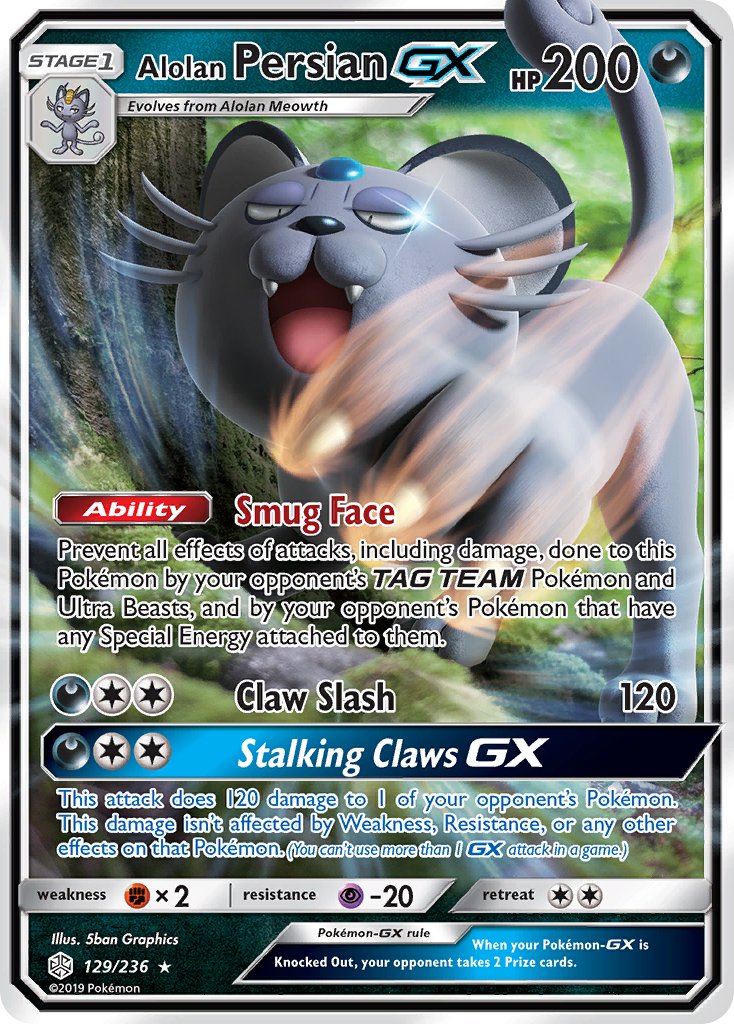 STAGE1 Alolan Persian GX HP200
Evolves from Alolan Meowth
Ability Smug Face
Prevent all effects of attacks, including damage, done to this
Pokémon by your opponent's TAG TEAM Pokémon and
Ultra Beasts, and by your opponent's Pokémon that have
any Special Energy attached to them.
Claw Slash 120
Stalking Claws GX
This attack does 120 damage to 1 of your opponent's Pokémon.
This damage isn't affected by Weakness, Resistance, or any other
effects on that Pokémon. (You can't use more than 1 GX attack in a game.)
weakness ×2 resistance -20 retreat
Illus. 5ban Graphics
129/236
©2019 Pokémon
Pokémon-GX rule
When your Pokémon-GX is
Knocked Out, your opponent takes 2 Prize cards.